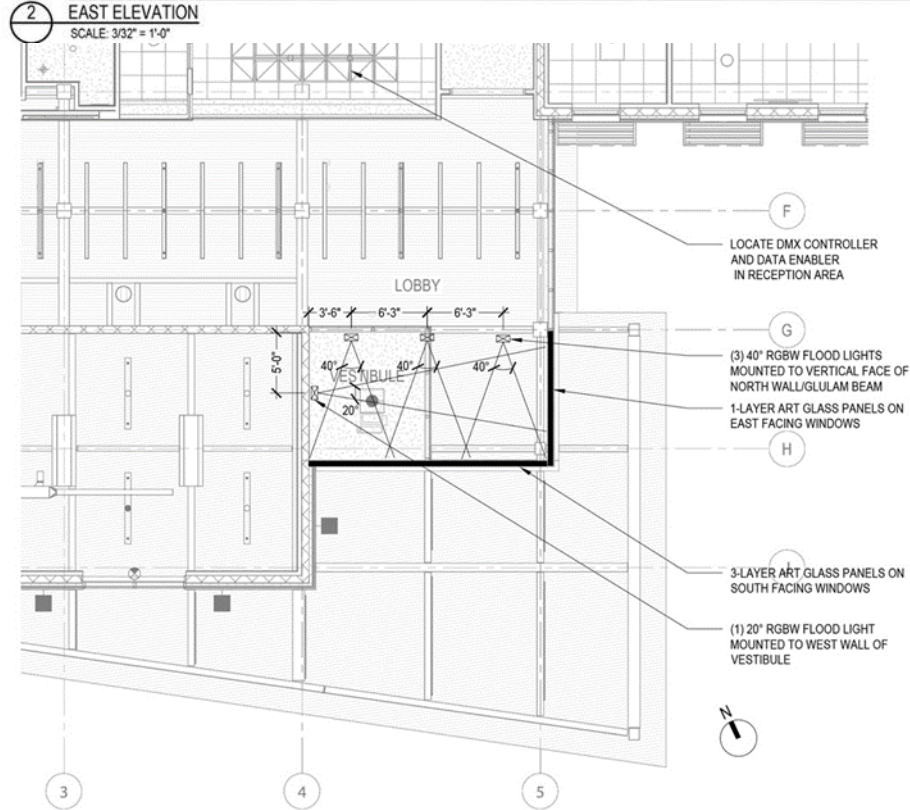 2
EAST ELEVATION
SCALE: 3/32" = 1'-0"
F
LOCATE DMX CONTROLLER
AND DATA ENABLER
IN RECEPTION AREA
LOBBY
3'-6" 6'-3" 6'-3"
G
5'-0"
40° 40° 40°
VESTIBULE
20°
(3) 40° RGBW FLOOD LIGHTS
MOUNTED TO VERTICAL FACE OF
NORTH WALL/GLULAM BEAM
1-LAYER ART GLASS PANELS ON
EAST FACING WINDOWS
H
3-LAYER ART GLASS PANELS ON
SOUTH FACING WINDOWS
(1) 20° RGBW FLOOD LIGHT
MOUNTED TO WEST WALL OF
VESTIBULE
N
3 4 5